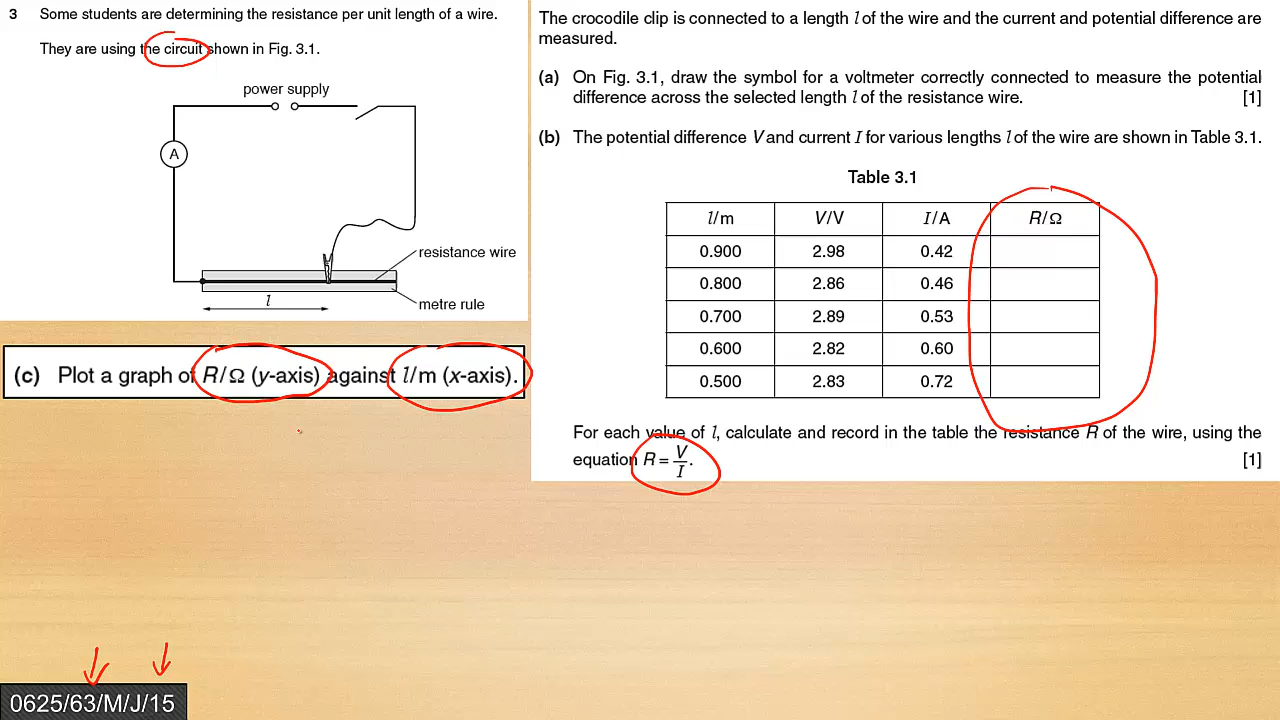 3 Some students are determining the resistance per unit length of a wire.
They are using the circuit shown in Fig. 3.1.
power supply
A
resistance wire
l
metre rule
(c) Plot a graph of R/Ω (y-axis) against l/m (x-axis).
The crocodile clip is connected to a length l of the wire and the current and potential difference are
measured.
(a) On Fig. 3.1, draw the symbol for a voltmeter correctly connected to measure the potential
difference across the selected length l of the resistance wire. [1]
(b) The potential difference V and current I for various lengths l of the wire are shown in Table 3.1.
Table 3.1
l/m V/V I/A R/Ω
0.900 2.98 0.42
0.800 2.86 0.46
0.700 2.89 0.53
0.600 2.82 0.60
0.500 2.83 0.72
For each value of l, calculate and record in the table the resistance R of the wire, using the
equation R = V/I. [1]
0625/63/M/J/15